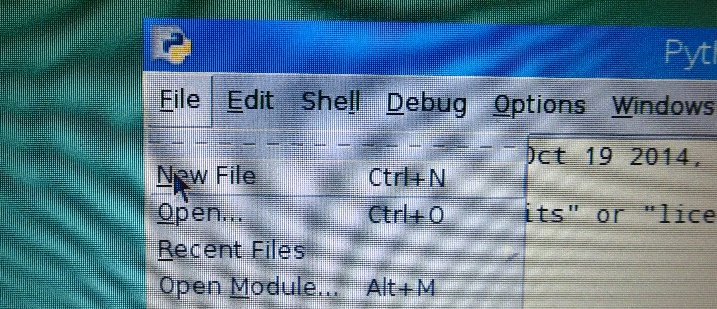 Pyt
File Edit Shell Debug Options Windows
Oct 19 2014,
New File Ctrl+N
Open... Ctrl+O
its" or "lice
Recent Files
Open Module... Alt+M